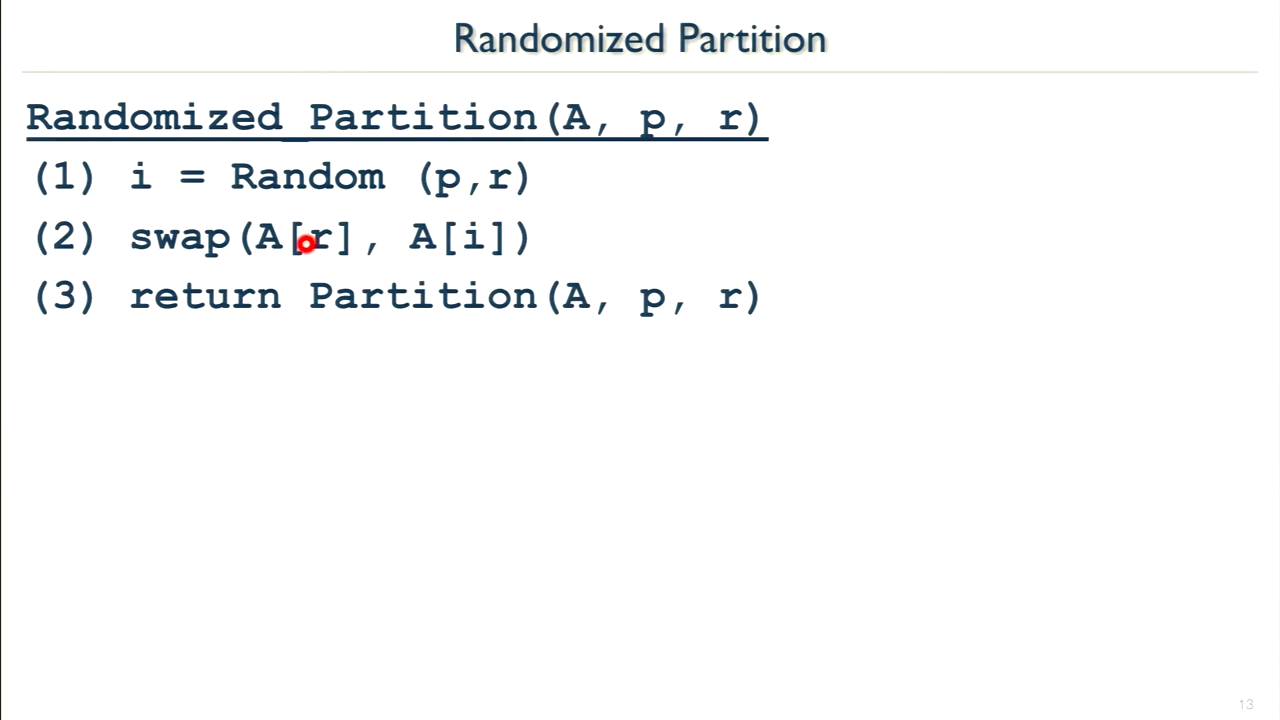 Randomized Partition
Randomized_Partition(A, p, r)
(1) i = Random (p,r)
(2) swap(A[r], A[i])
(3) return Partition(A, p, r)
13